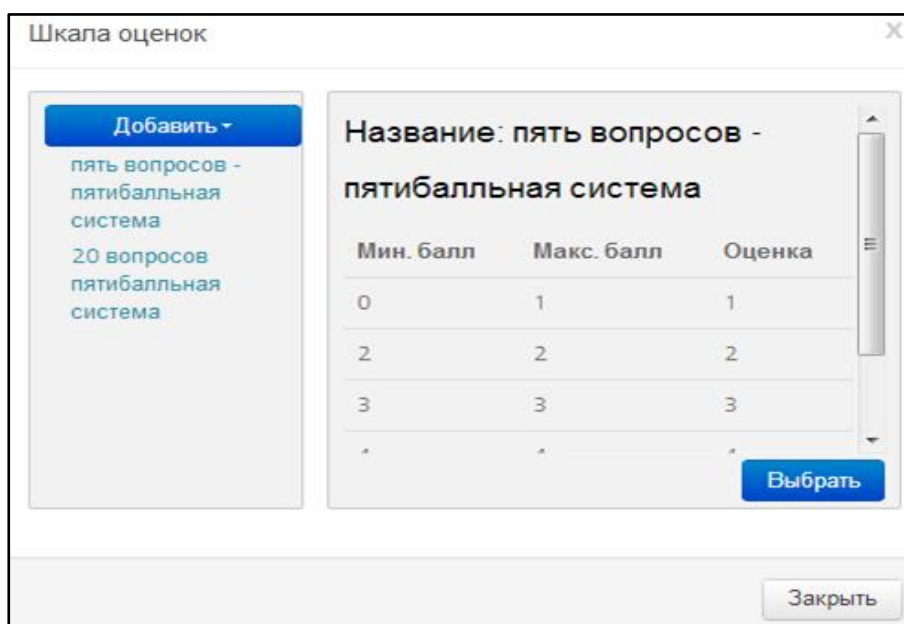 Шкала оценок X
Добавить
пять вопросов -
пятибалльная
система
20 вопросов
пятибалльная
система
Название: пять вопросов -
пятибалльная система
Мин. балл Макс. балл Оценка
0 1 1
2 2 2
3 3 3
Выбрать
Закрыть